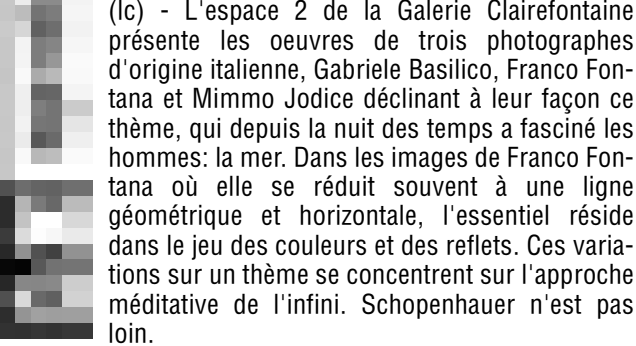 (lc) - L'espace 2 de la Galerie Clairefontaine
présente les oeuvres de trois photographes
d'origine italienne, Gabriele Basilico, Franco Fon-
tana et Mimmo Jodice déclinant à leur façon ce
thème, qui depuis la nuit des temps a fasciné les
hommes: la mer. Dans les images de Franco Fon-
tana où elle se réduit souvent à une ligne
géométrique et horizontale, l'essentiel réside
dans le jeu des couleurs et des reflets. Ces varia-
tions sur un thème se concentrent sur l'approche
méditative de l'infini. Schopenhauer n'est pas
loin.